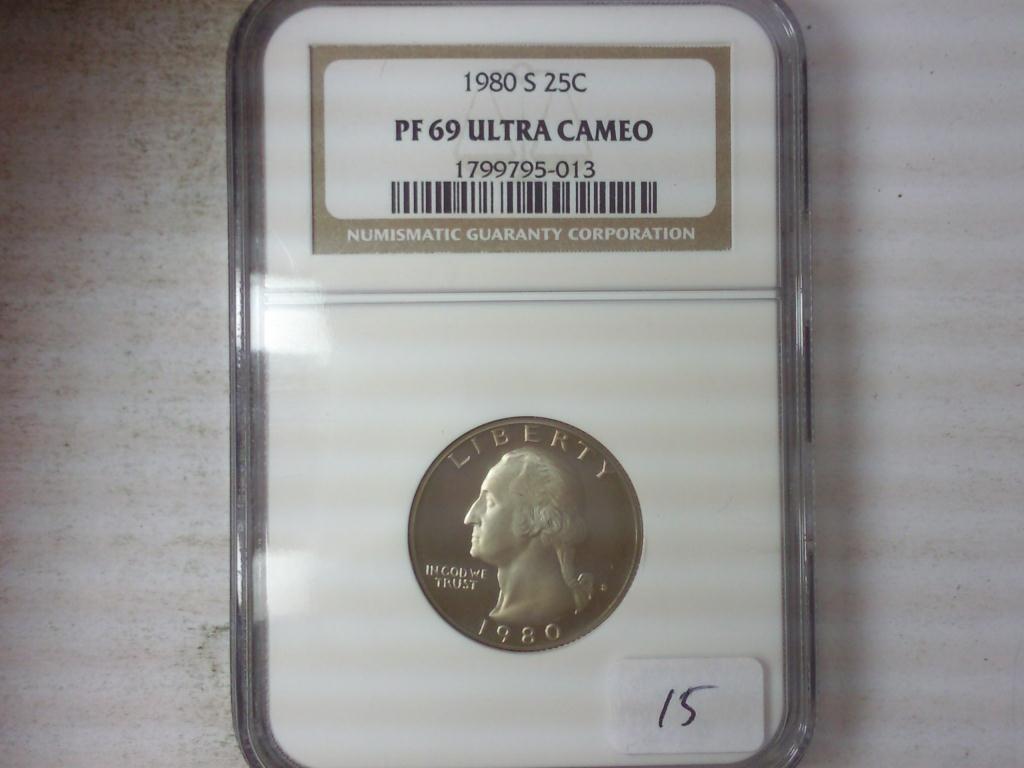 1980 S 25C
PF 69 ULTRA CAMEO
1799795-013
NUMISMATIC GUARANTY CORPORATION
LIBERTY
IN GOD WE
TRUST
1980
15